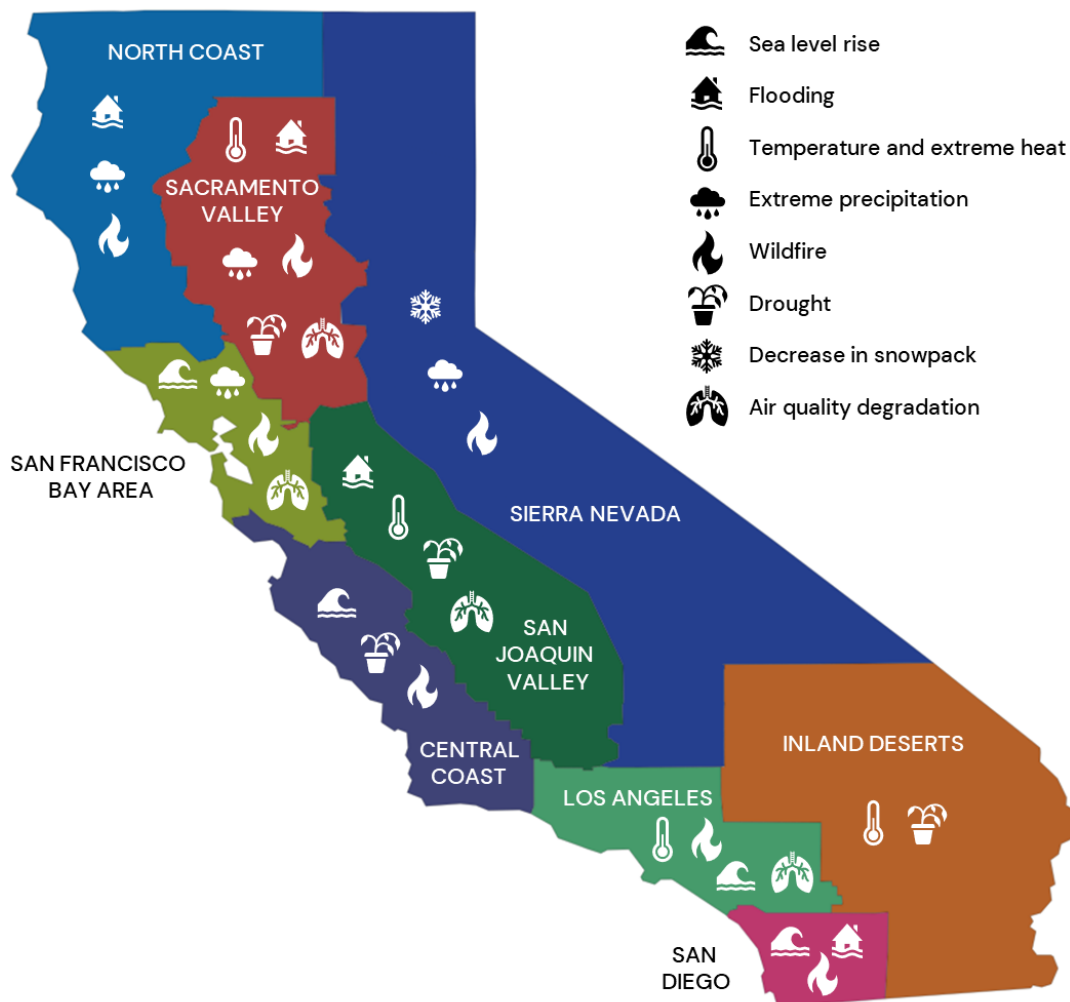 NORTH COAST
SACRAMENTO
VALLEY
SAN FRANCISCO
BAY AREA
SIERRA NEVADA
SAN
JOAQUIN
VALLEY
CENTRAL
COAST
LOS ANGELES
INLAND DESERTS
SAN
DIEGO
Sea level rise
Flooding
Temperature and extreme heat
Extreme precipitation
Wildfire
Drought
Decrease in snowpack
Air quality degradation